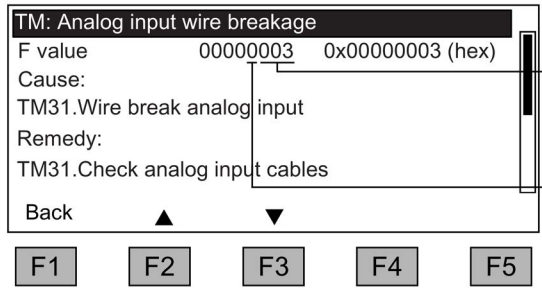 TM: Analog input wire breakage
F value 00000003 0x00000003 (hex)
Cause:
TM31.Wire break analog input
Remedy:
TM31.Check analog input cables
Back ▲ ▼
F1 F2 F3 F4 F5